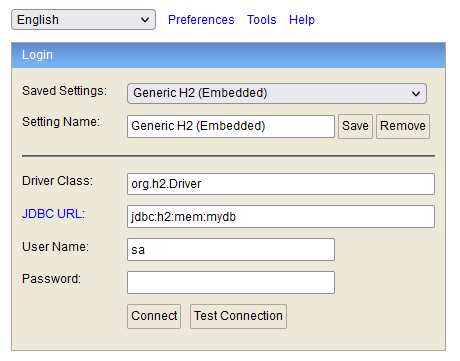 English Preferences Tools Help
Login
Saved Settings: Generic H2 (Embedded)
Setting Name: Generic H2 (Embedded) Save Remove
Driver Class: org.h2.Driver
JDBC URL: jdbc:h2:mem:mydb
User Name: sa
Password:
Connect Test Connection